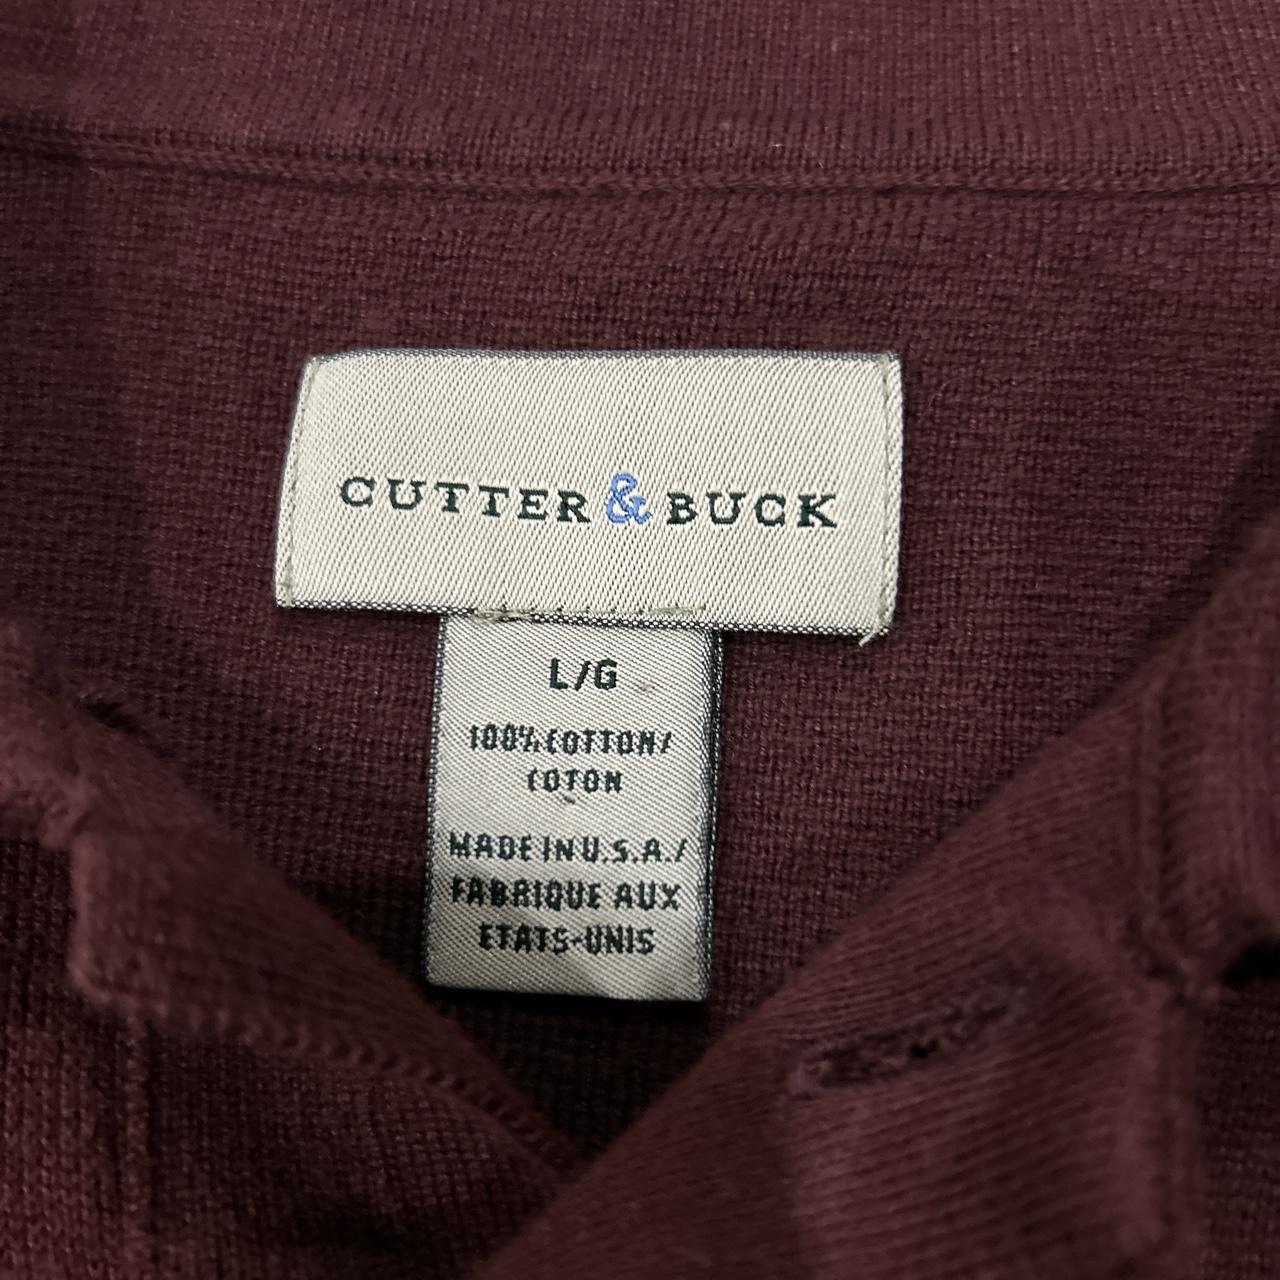 CUTTER & BUCK
L/G
100% COTTON/
COTON
MADE IN U.S.A./
FABRIQUE AUX
ETATS-UNIS